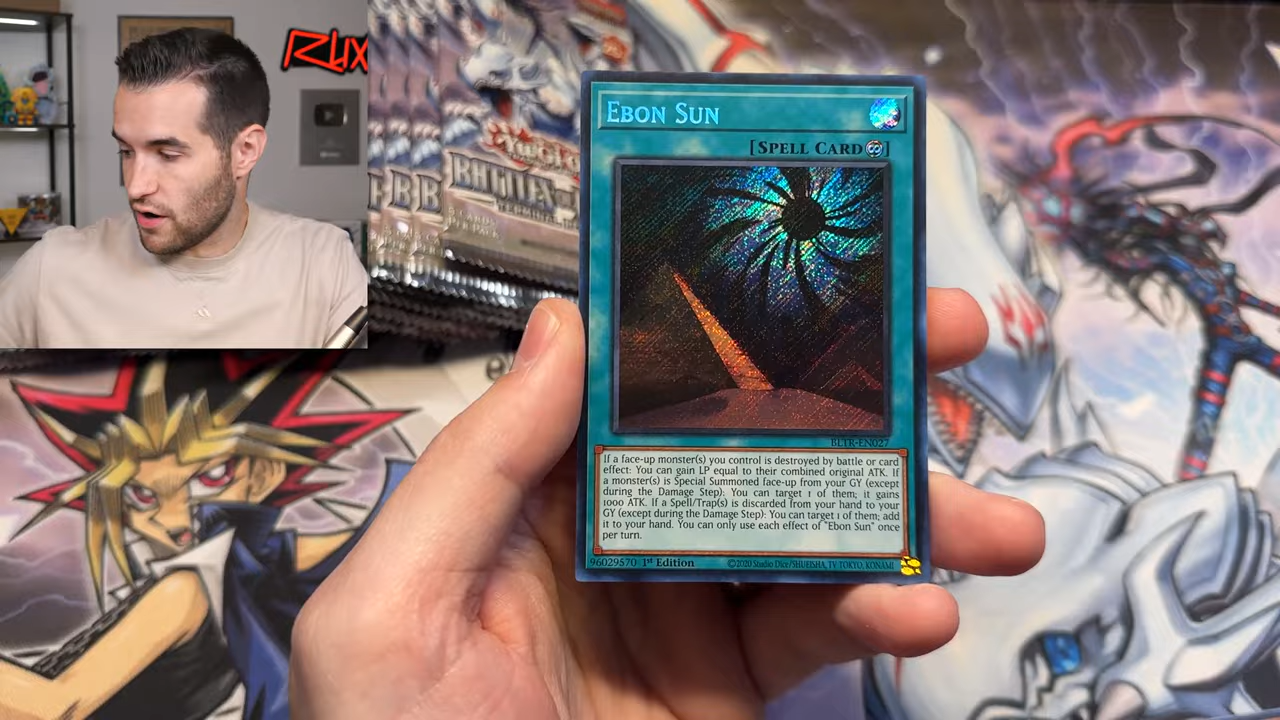 Rux
EBON SUN
[SPELL CARD]
BLTR-EN027
If a face-up monster(s) you control is destroyed by battle or card
effect: You can gain LP equal to their combined original ATK. If
a monster(s) is Special Summoned face-up from your GY (except
during the Damage Step): You can target 1 of them; it gains
1000 ATK. If a Spell/Trap(s) is discarded from your hand to your
GY (except during the Damage Step): You can target 1 of them; add
it to your hand. You can only use each effect of "Ebon Sun" once
per turn.
96029570 1st Edition
©2020 Studio Dice/SHUEISHA, TV TOKYO, KONAMI